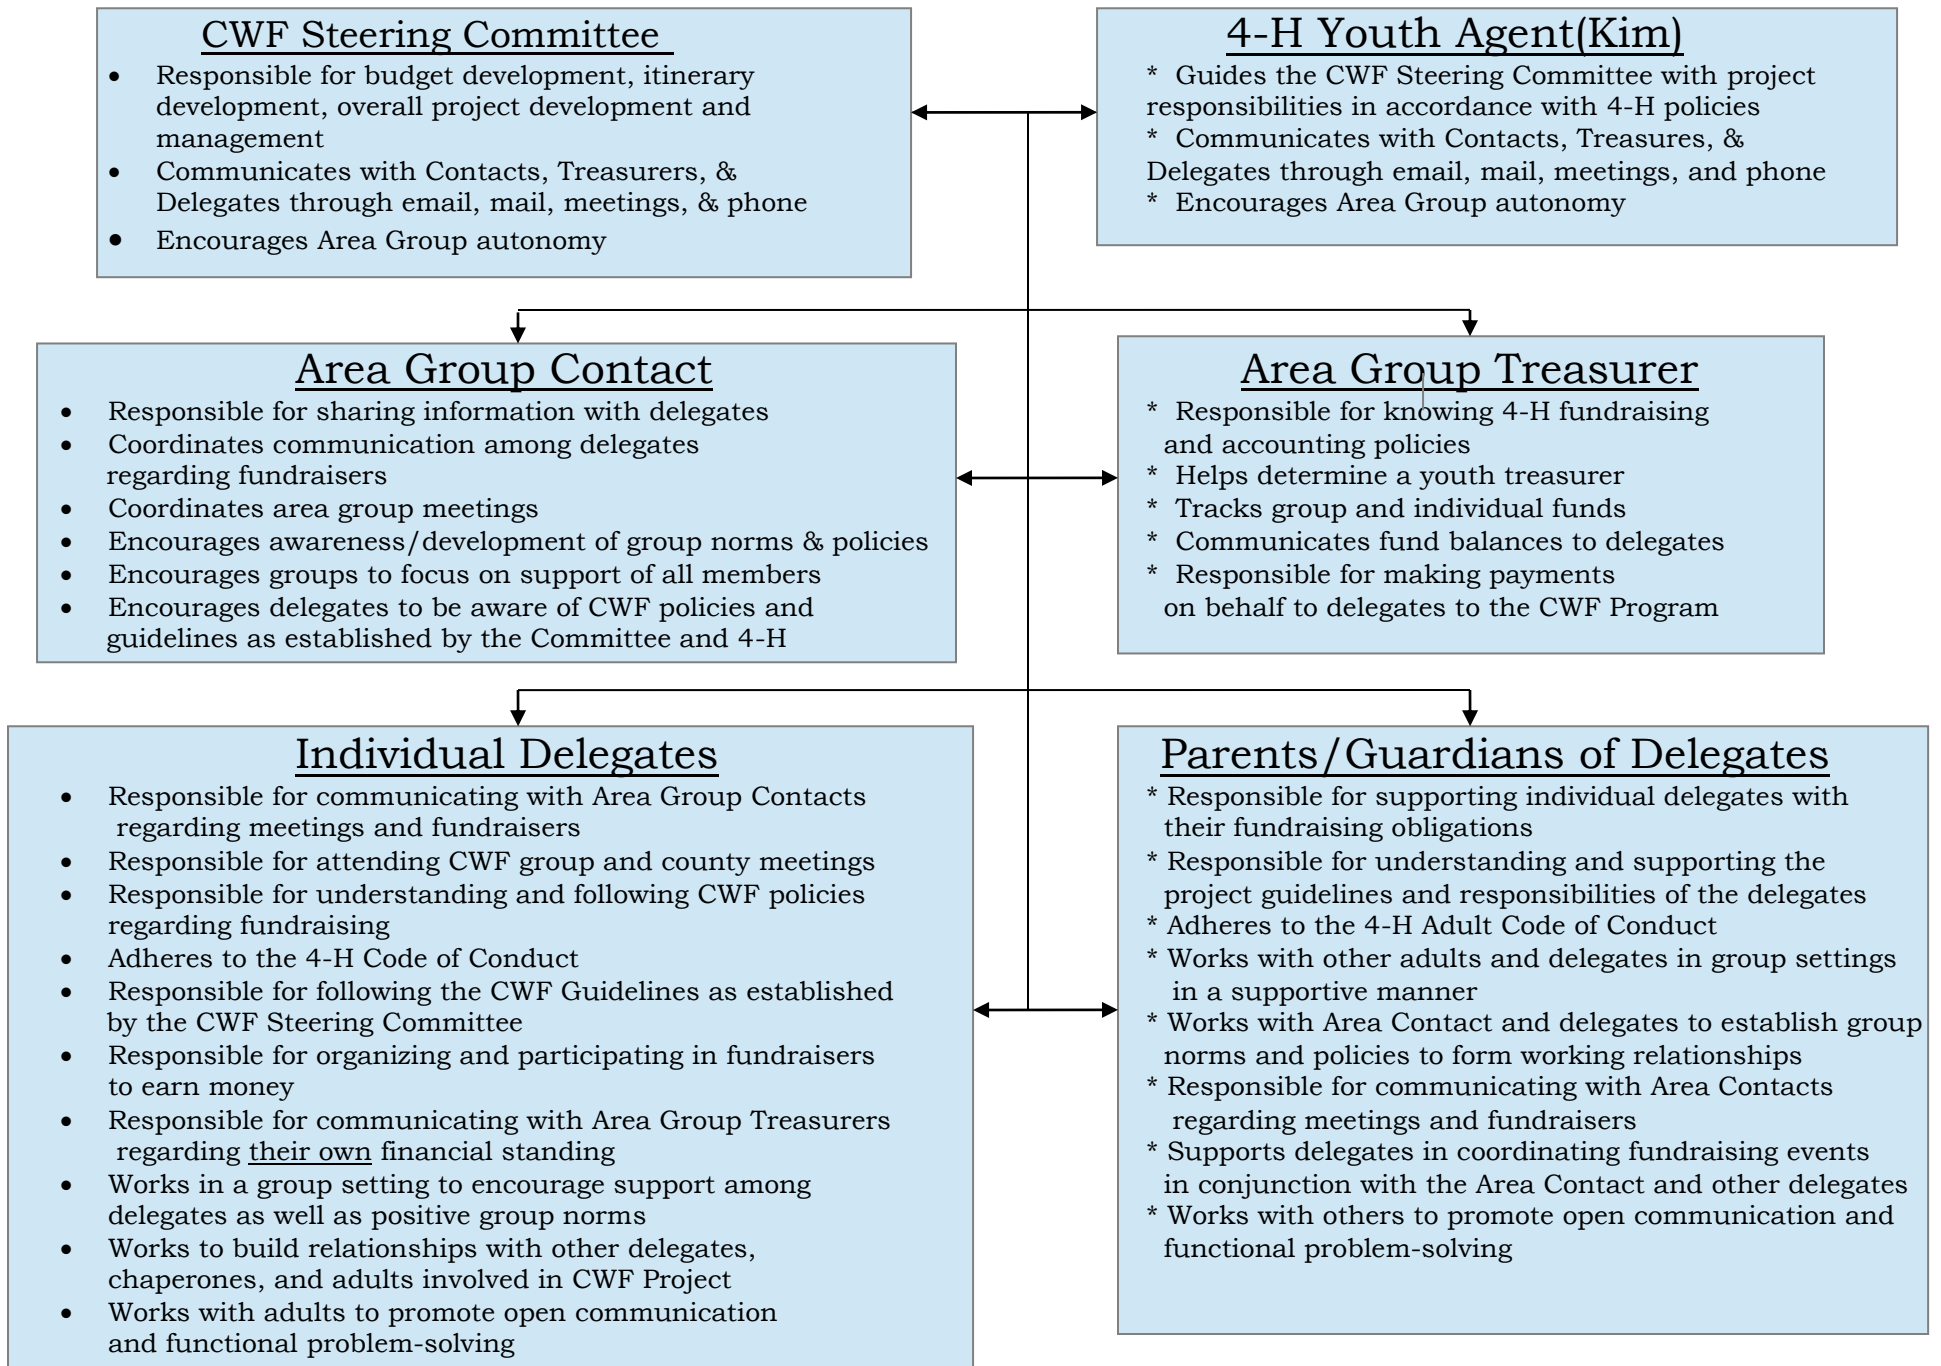 CWF Steering Committee
• Responsible for budget development, itinerary
development, overall project development and
management
• Communicates with Contacts, Treasurers, &
Delegates through email, mail, meetings, & phone
• Encourages Area Group autonomy
4-H Youth Agent(Kim)
* Guides the CWF Steering Committee with project
responsibilities in accordance with 4-H policies
* Communicates with Contacts, Treasures, &
Delegates through email, mail, meetings, and phone
* Encourages Area Group autonomy
Area Group Contact
• Responsible for sharing information with delegates
• Coordinates communication among delegates
regarding fundraisers
• Coordinates area group meetings
• Encourages awareness/development of group norms & policies
• Encourages groups to focus on support of all members
• Encourages delegates to be aware of CWF policies and
guidelines as established by the Committee and 4-H
Area Group Treasurer
* Responsible for knowing 4-H fundraising
and accounting policies
* Helps determine a youth treasurer
* Tracks group and individual funds
* Communicates fund balances to delegates
* Responsible for making payments
on behalf to delegates to the CWF Program
Individual Delegates
• Responsible for communicating with Area Group Contacts
regarding meetings and fundraisers
• Responsible for attending CWF group and county meetings
• Responsible for understanding and following CWF policies
regarding fundraising
• Adheres to the 4-H Code of Conduct
• Responsible for following the CWF Guidelines as established
by the CWF Steering Committee
• Responsible for organizing and participating in fundraisers
to earn money
• Responsible for communicating with Area Group Treasurers
regarding their own financial standing
• Works in a group setting to encourage support among
delegates as well as positive group norms
• Works to build relationships with other delegates,
chaperones, and adults involved in CWF Project
• Works with adults to promote open communication
and functional problem-solving
Parents/Guardians of Delegates
* Responsible for supporting individual delegates with
their fundraising obligations
* Responsible for understanding and supporting the
project guidelines and responsibilities of the delegates
* Adheres to the 4-H Adult Code of Conduct
* Works with other adults and delegates in group settings
in a supportive manner
* Works with Area Contact and delegates to establish group
norms and policies to form working relationships
* Responsible for communicating with Area Contacts
regarding meetings and fundraisers
* Supports delegates in coordinating fundraising events
in conjunction with the Area Contact and other delegates
* Works with others to promote open communication and
functional problem-solving